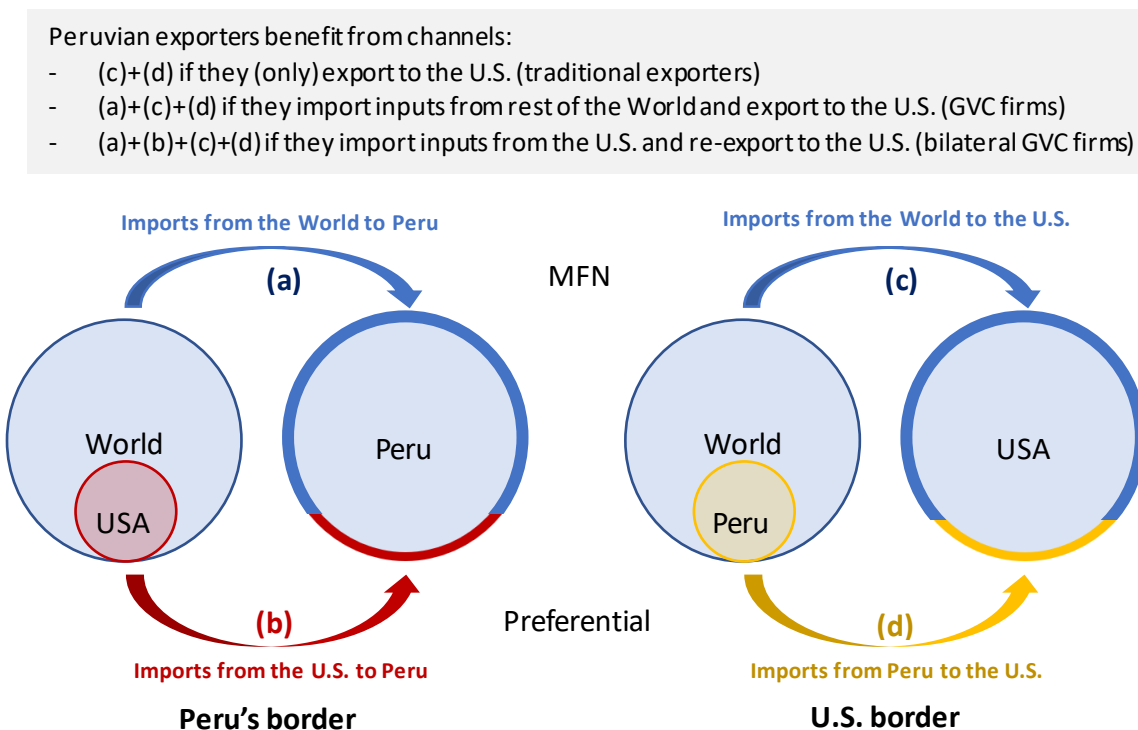 Peruvian exporters benefit from channels:
- (c)+(d) if they (only) export to the U.S. (traditional exporters)
- (a)+(c)+(d) if they import inputs from rest of the World and export to the U.S. (GVC firms)
- (a)+(b)+(c)+(d) if they import inputs from the U.S. and re-export to the U.S. (bilateral GVC firms)
Imports from the World to Peru
Imports from the World to the U.S.
(a)
MFN
(c)
World
Peru
World
USA
USA
Peru
(b)
Preferential
(d)
Imports from the U.S. to Peru
Imports from Peru to the U.S.
Peru's border
U.S. border